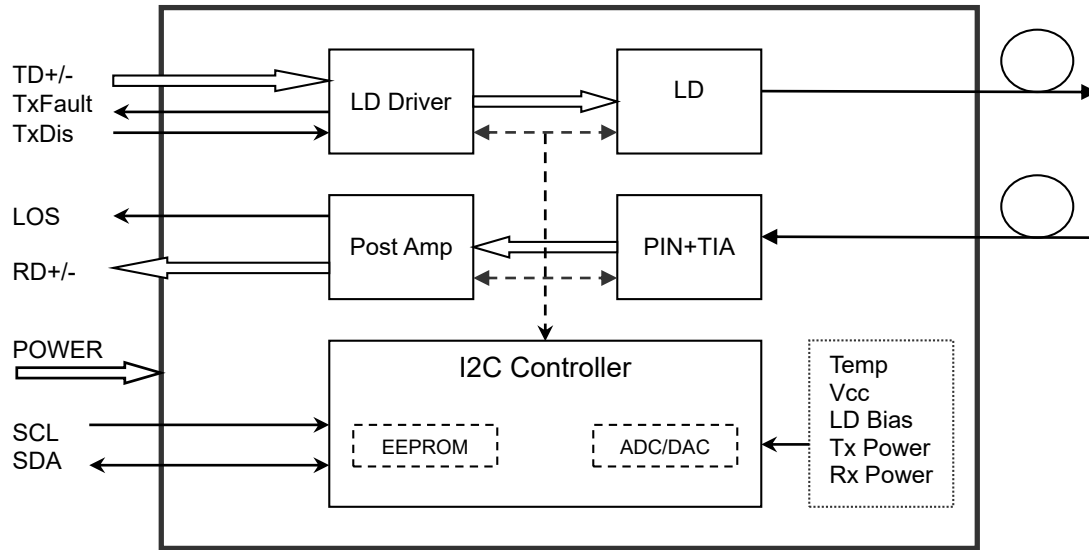 TD+/-
TxFault
TxDis
LD Driver
LD
LOS
RD+/-
Post Amp
PIN+TIA
POWER
SCL
SDA
I2C Controller
EEPROM
ADC/DAC
Temp
Vcc
LD Bias
Tx Power
Rx Power